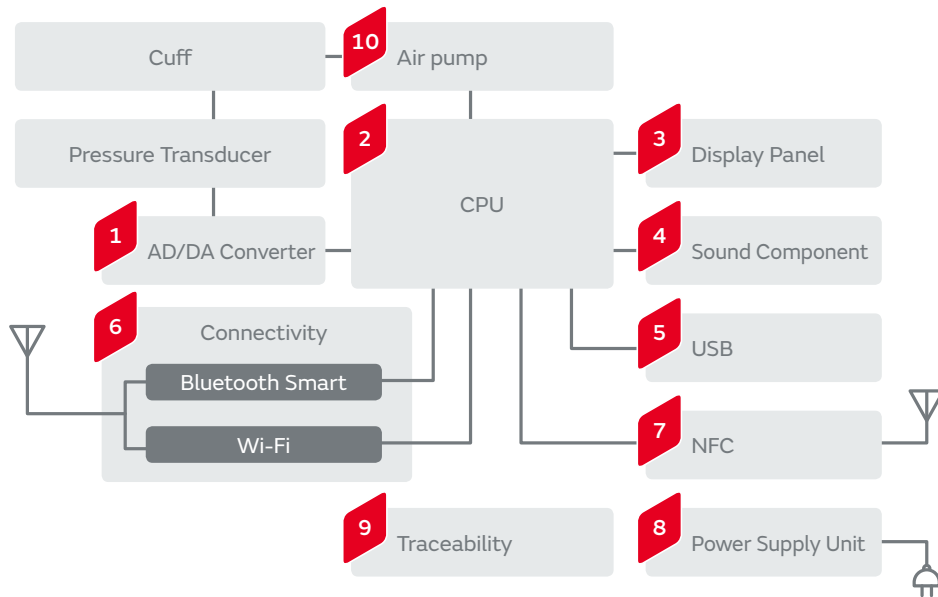 Cuff
10
Air pump
Pressure Transducer
2
CPU
3
Display Panel
1
AD/DA Converter
4
Sound Component
6
Connectivity
Bluetooth Smart
Wi-Fi
5
USB
7
NFC
9
Traceability
8
Power Supply Unit